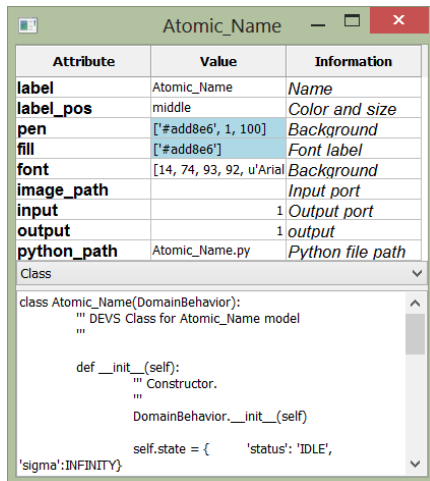 Atomic_Name
Attribute Value Information
label Atomic_Name Name
label_pos middle Color and size
pen ['#add8e6', 1, 100] Background
fill ['#add8e6'] Font label
font [14, 74, 93, 92, u'Arial Background
image_path Input port
input 1 Output port
output 1 output
python_path Atomic_Name.py Python file path
Class
class Atomic_Name(DomainBehavior):
''' DEVS Class for Atomic_Name model
'''
def __init__(self):
''' Constructor.
'''
DomainBehavior.__init__(self)
self.state = { 'status': 'IDLE',
'sigma':INFINITY}